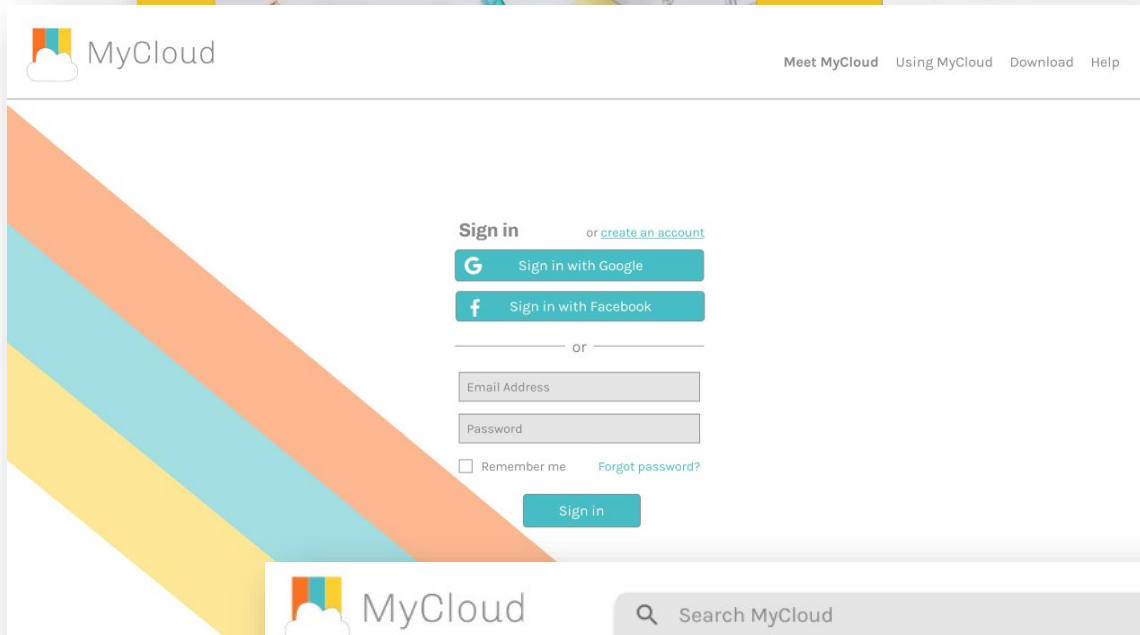 MyCloud
Meet MyCloud Using MyCloud Download Help
Sign in or create an account
Sign in with Google
Sign in with Facebook
or
Email Address
Password
Remember me Forgot password?
Sign in
MyCloud Search MyCloud